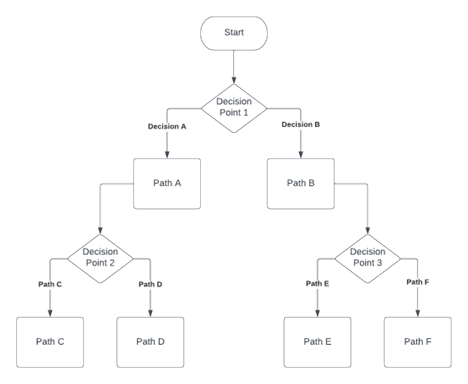 Start
Decision
Point 1
Decision A
Decision B
Path A
Path B
Decision
Point 2
Decision
Point 3
Path C
Path D
Path E
Path F
Path C
Path D
Path E
Path F